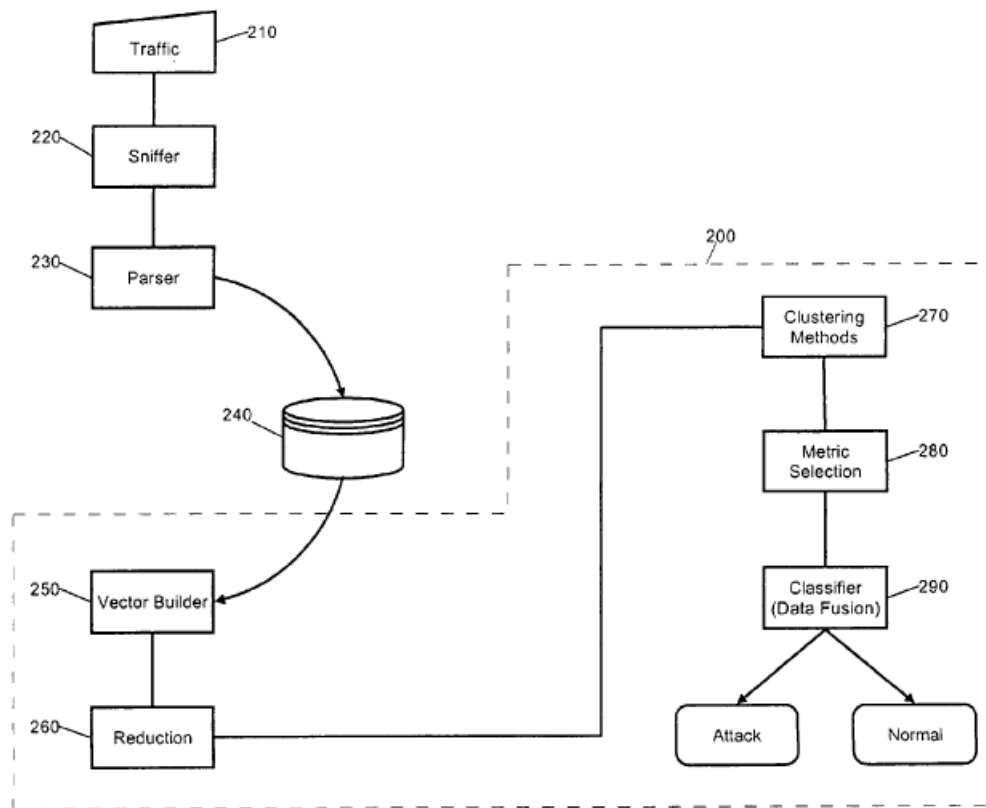 Traffic
210
220
Sniffer
230
Parser
240
200
Clustering
Methods
270
Metric
Selection
280
250
Vector Builder
Classifier
(Data Fusion)
290
260
Reduction
Attack
Normal